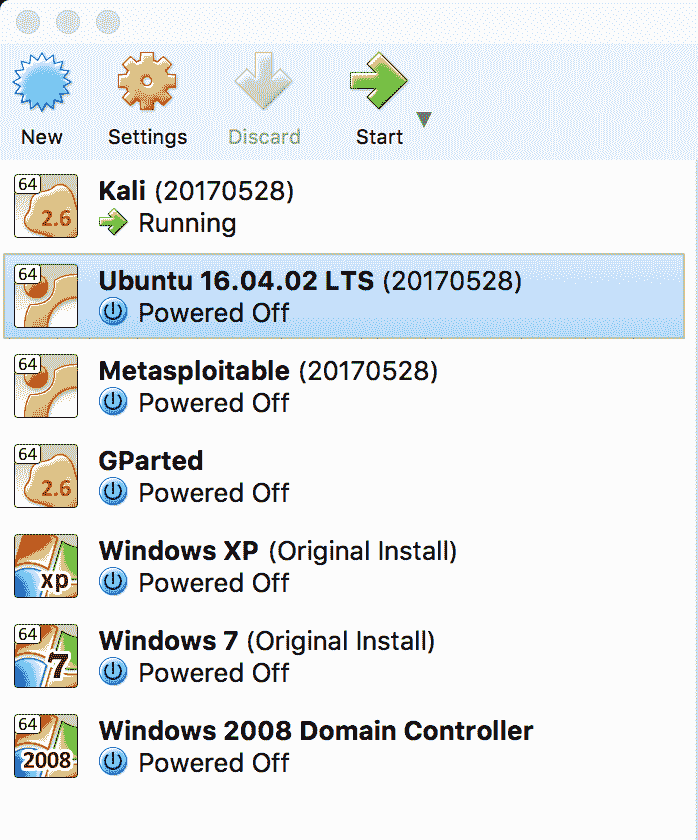 New Settings Discard Start
64
2.6
Kali (20170528)
Running
64
Ubuntu 16.04.02 LTS (20170528)
Powered Off
64
Metasploitable (20170528)
Powered Off
64
2.6
GParted
Powered Off
xp
Windows XP (Original Install)
Powered Off
64
7
Windows 7 (Original Install)
Powered Off
64
2008
Windows 2008 Domain Controller
Powered Off